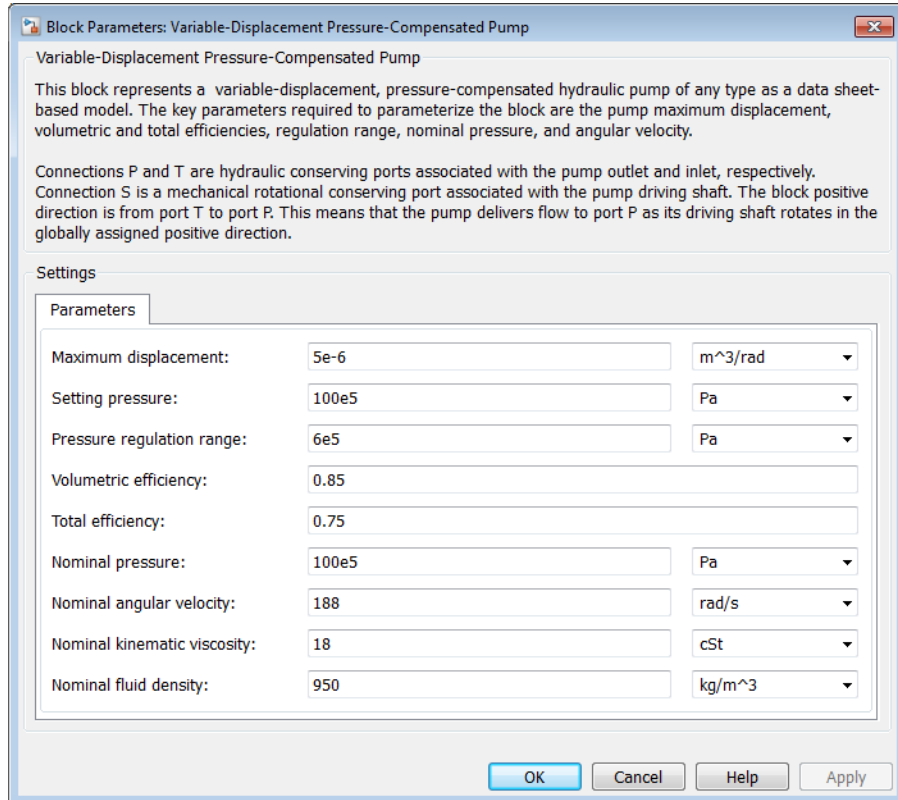 Block Parameters: Variable-Displacement Pressure-Compensated Pump
Variable-Displacement Pressure-Compensated Pump
This block represents a  variable-displacement, pressure-compensated hydraulic pump of any type as a data sheet-
based model. The key parameters required to parameterize the block are the pump maximum displacement,
volumetric and total efficiencies, regulation range, nominal pressure, and angular velocity.
Connections P and T are hydraulic conserving ports associated with the pump outlet and inlet, respectively.
Connection S is a mechanical rotational conserving port associated with the pump driving shaft. The block positive
direction is from port T to port P. This means that the pump delivers flow to port P as its driving shaft rotates in the
globally assigned positive direction.
Settings
Parameters
Maximum displacement: 5e-6 m^3/rad
Setting pressure: 100e5 Pa
Pressure regulation range: 6e5 Pa
Volumetric efficiency: 0.85
Total efficiency: 0.75
Nominal pressure: 100e5 Pa
Nominal angular velocity: 188 rad/s
Nominal kinematic viscosity: 18 cSt
Nominal fluid density: 950 kg/m^3
OK Cancel Help Apply